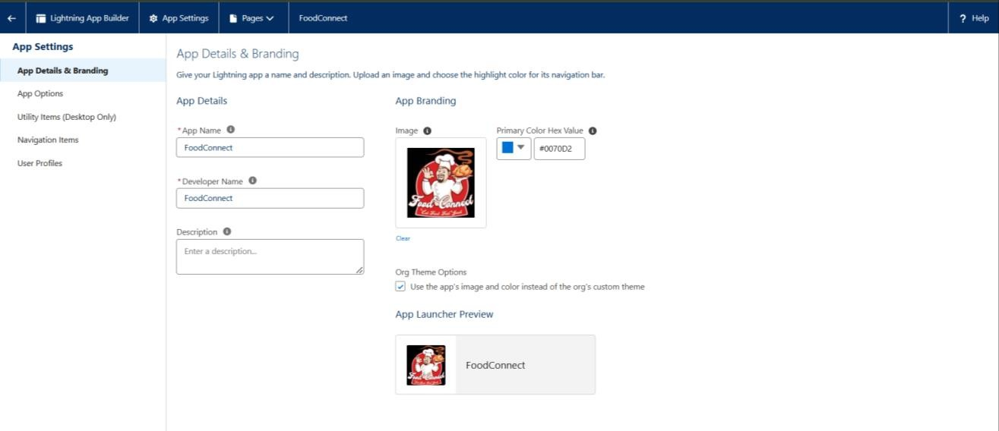 Lightning App Builder
App Settings
Pages
FoodConnect
? Help
App Settings
App Details & Branding
App Options
Utility Items (Desktop Only)
Navigation Items
User Profiles
App Details & Branding
Give your Lightning app a name and description. Upload an image and choose the highlight color for its navigation bar.
App Details
App Branding
*App Name
FoodConnect
*Developer Name
FoodConnect
Description
Enter a description...
Image
Primary Color Hex Value
#0070D2
Food Connect
Clear
Org Theme Options
Use the app's image and color instead of the org's custom theme
App Launcher Preview
Food Connect
FoodConnect